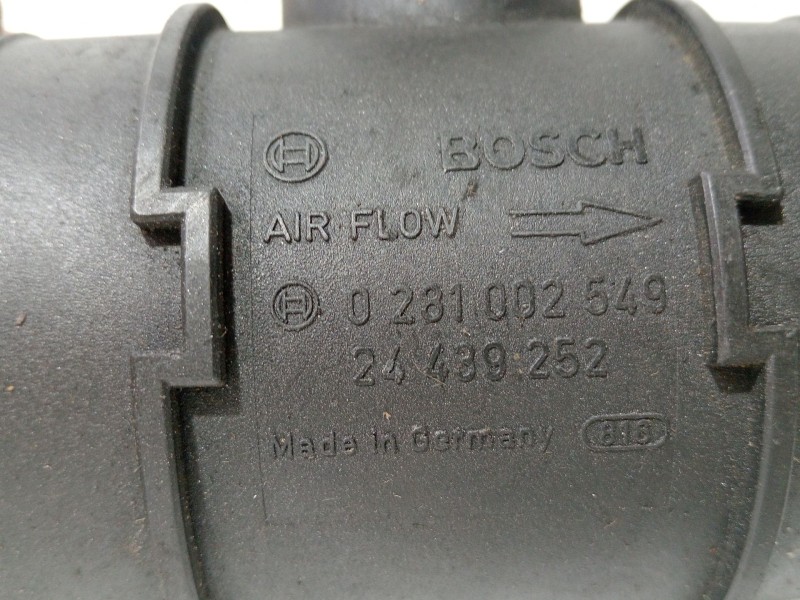 BOSCH
AIR FLOW
0 281 002 549
24 439 252
Made in Germany 816